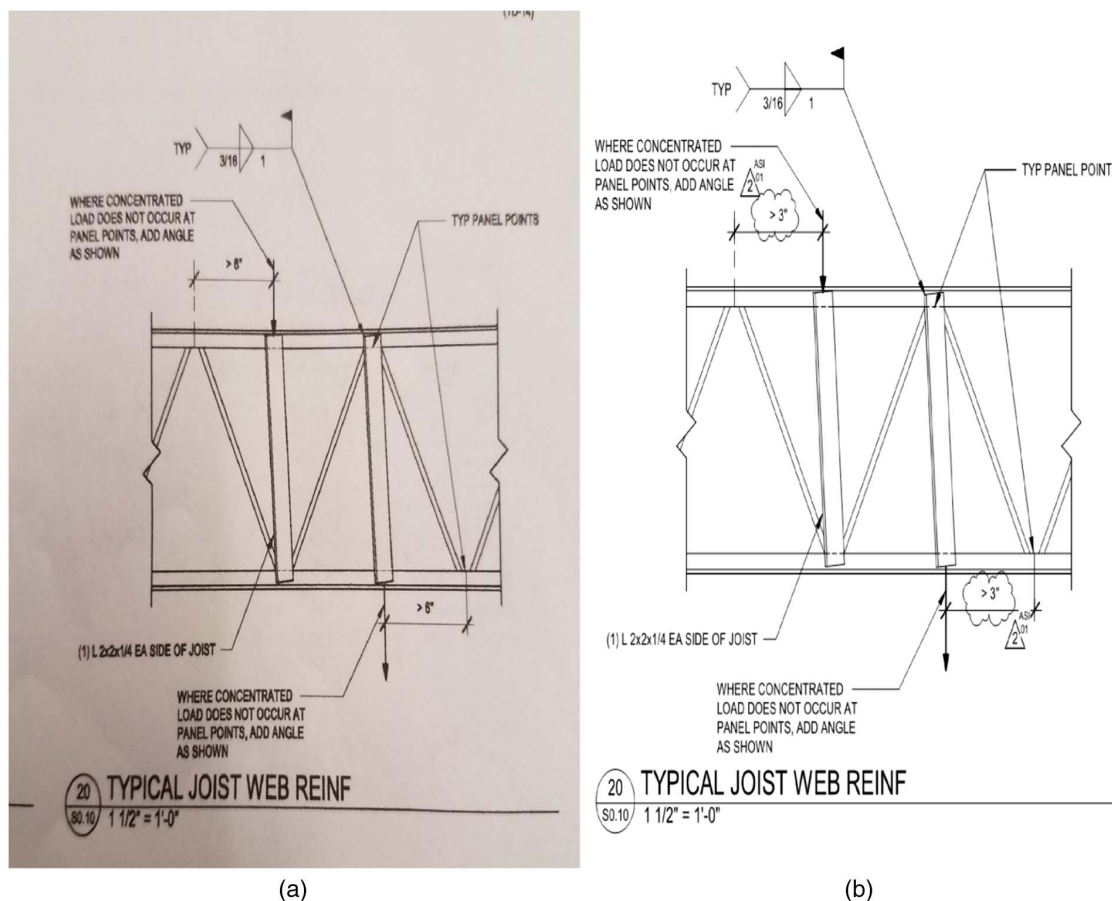 TYP
3/16
1
WHERE CONCENTRATED
LOAD DOES NOT OCCUR AT
PANEL POINTS, ADD ANGLE
AS SHOWN
> 6"
TYP PANEL POINTS
> 6"
(1) L 2x2x1/4 EA SIDE OF JOIST
WHERE CONCENTRATED
LOAD DOES NOT OCCUR AT
PANEL POINTS, ADD ANGLE
AS SHOWN
20
S0.10
TYPICAL JOIST WEB REINF
1 1/2" = 1'-0"
(a)
TYP
3/16
1
WHERE CONCENTRATED
LOAD DOES NOT OCCUR AT
PANEL POINTS, ADD ANGLE
AS SHOWN
2
ASI
01
> 3"
TYP PANEL POINT
> 3"
2
ASI
01
(1) L 2x2x1/4 EA SIDE OF JOIST
WHERE CONCENTRATED
LOAD DOES NOT OCCUR AT
PANEL POINTS, ADD ANGLE
AS SHOWN
20
S0.10
TYPICAL JOIST WEB REINF
1 1/2" = 1'-0"
(b)